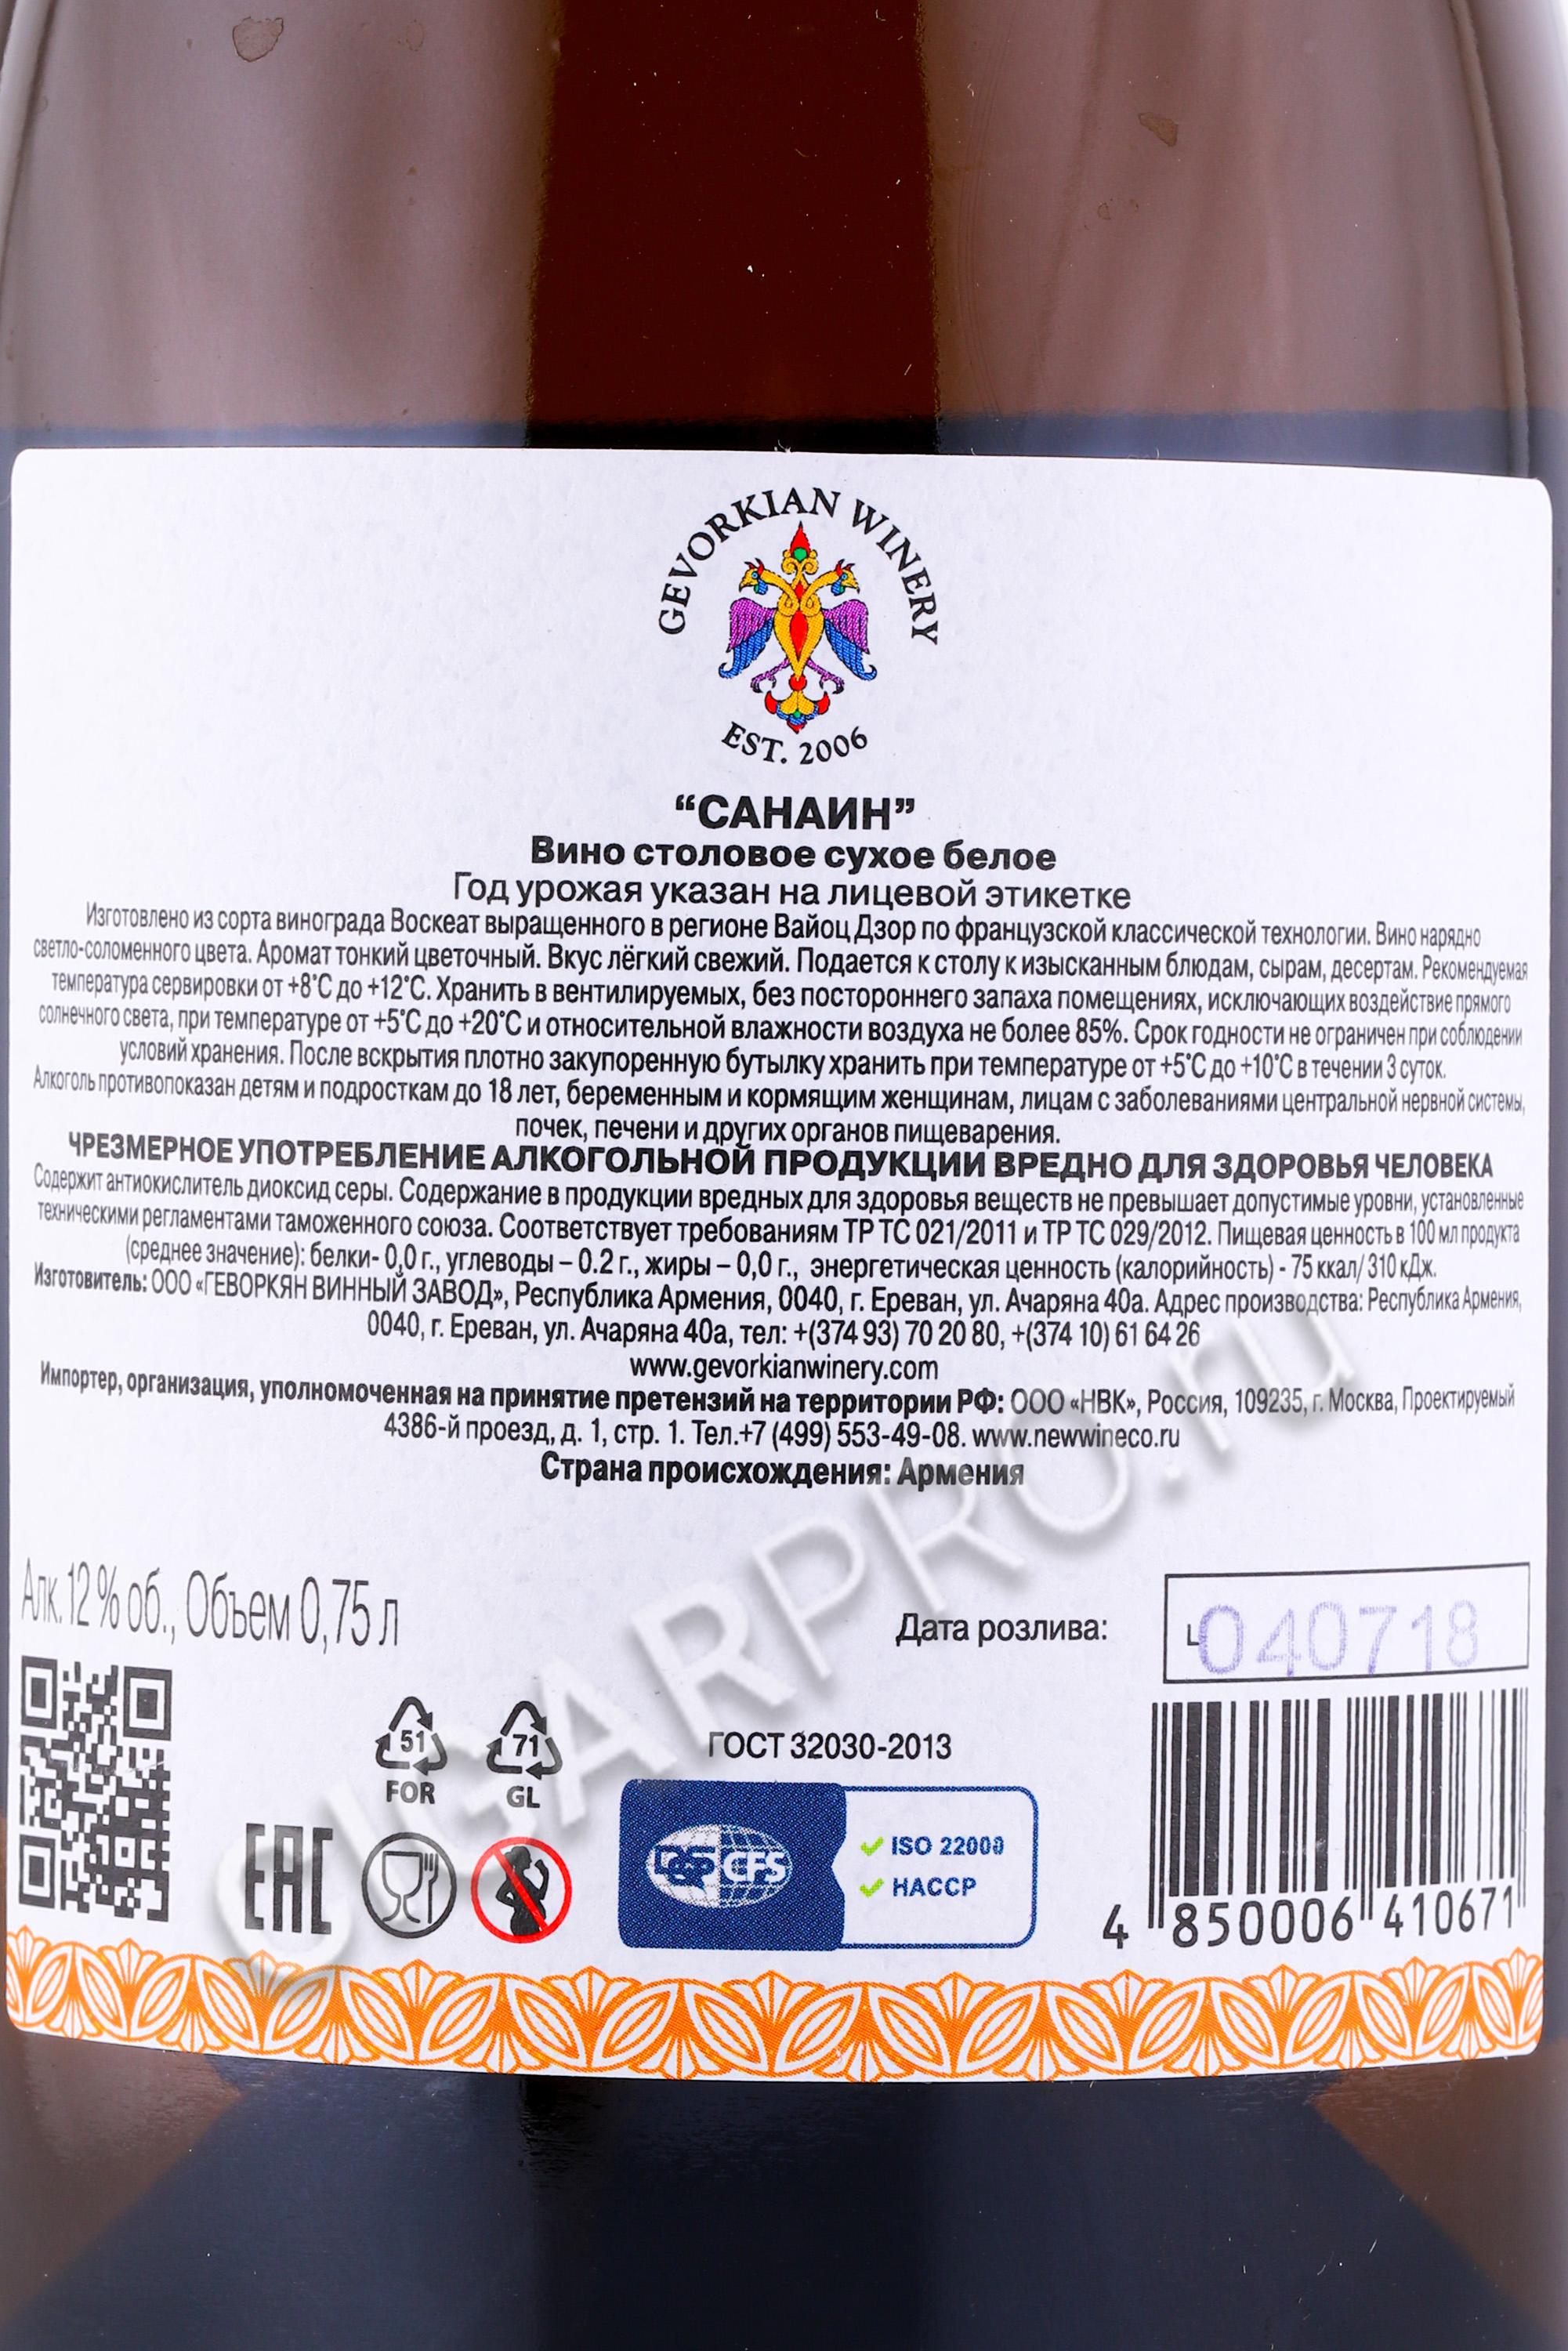 GEVORKIAN WINERY
EST. 2006
“САНАИН”
Вино столовое сухое белое
Год урожая указан на лицевой этикетке
Изготовлено из сорта винограда Воскеат выращенного в регионе Вайоц Дзор по французской классической технологии. Вино нарядно
светло-соломенного цвета. Аромат тонкий цветочный. Вкус лёгкий свежий. Подается к столу к изысканным блюдам, сырам, десертам. Рекомендуемая
температура сервировки от +8°C до +12°C. Хранить в вентилируемых, без постороннего запаха помещениях, исключающих воздействие прямого
солнечного света, при температуре от +5°C до +20°C и относительной влажности воздуха не более 85%. Срок годности не ограничен при соблюдении
условий хранения. После вскрытия плотно закупоренную бутылку хранить при температуре от +5°C до +10°C в течении 3 суток.
Алкоголь противопоказан детям и подросткам до 18 лет, беременным и кормящим женщинам, лицам с заболеваниями центральной нервной системы,
почек, печени и других органов пищеварения.
ЧРЕЗМЕРНОЕ УПОТРЕБЛЕНИЕ АЛКОГОЛЬНОЙ ПРОДУКЦИИ ВРЕДНО ДЛЯ ЗДОРОВЬЯ ЧЕЛОВЕКА
Содержит антиокислитель диоксид серы. Содержание в продукции вредных для здоровья веществ не превышает допустимые уровни, установленные
техническими регламентами таможенного союза. Соответствует требованиям ТР ТС 021/2011 и ТР ТС 029/2012. Пищевая ценность в 100 мл продукта
(среднее значение): белки- 0,0 г., углеводы – 0.2 г., жиры – 0,0 г., энергетическая ценность (калорийность) - 75 ккал/ 310 кДж.
Изготовитель: ООО «ГЕВОРКЯН ВИННЫЙ ЗАВОД», Республика Армения, 0040, г. Ереван, ул. Ачаряна 40а. Адрес производства: Республика Армения,
0040, г. Ереван, ул. Ачаряна 40а, тел: +(374 93) 70 20 80, +(374 10) 61 64 26
www.gevorkianwinery.com
Импортер, организация, уполномоченная на принятие претензий на территории РФ: ООО «НВК», Россия, 109235, г. Москва, Проектируемый
4386-й проезд, д. 1, стр. 1. Тел.+7 (499) 553-49-08. www.newwineco.ru
Страна происхождения: Армения
Алк. 12 % об., Объем 0,75 л
Дата розлива:
L 040718
51
FOR
71
GL
ГОСТ 32030-2013
EAC
DQS CFS
ISO 22000
HACCP
4 850006 410671
CIGARPRO.ru